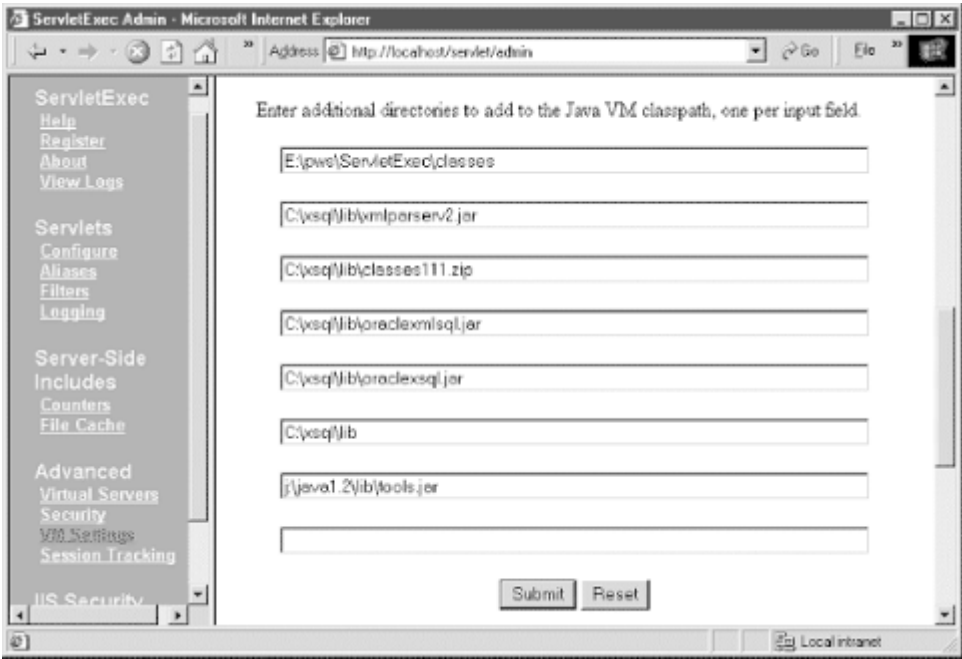 ServletExec Admin - Microsoft Internet Explorer
» Address http://localhost/servlet/admin Go File »
ServletExec
Help
Register
About
View Logs
Servlets
Configure
Aliases
Filters
Logging
Server-Side
Includes
Counters
File Cache
Advanced
Virtual Servers
Security
VM Settings
Session Tracking
IIS Security
Enter additional directories to add to the Java VM classpath, one per input field.
E:\pws\ServletExec\classes
C:\xsql\lib\xmlparserv2.jar
C:\xsql\lib\classes111.zip
C:\xsql\lib\oraclexmlsql.jar
C:\xsql\lib\oraclexsql.jar
C:\xsql\lib
j:\java1.2\lib\tools.jar
Submit Reset
Local intranet